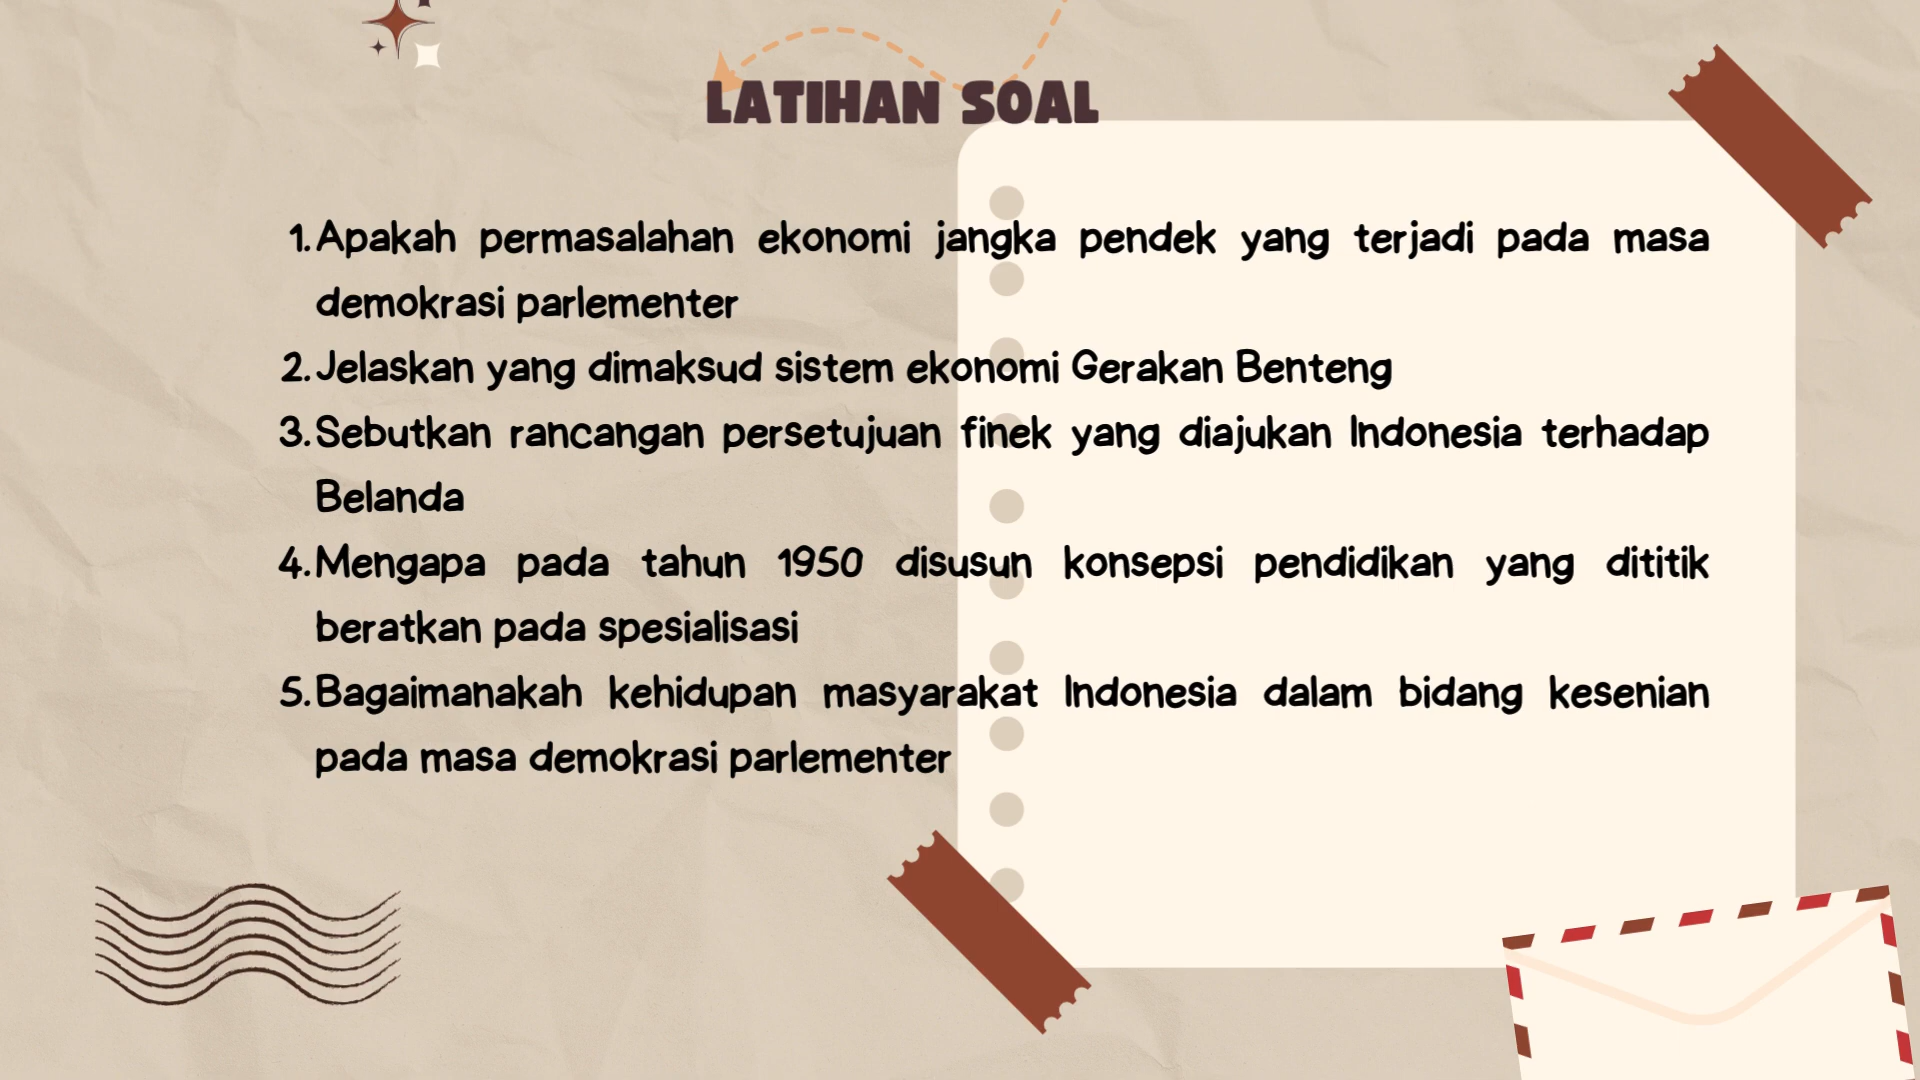 LATIHAN SOAL
1. Apakah permasalahan ekonomi jangka pendek yang terjadi pada masa
demokrasi parlementer
2. Jelaskan yang dimaksud sistem ekonomi Gerakan Benteng
3. Sebutkan rancangan persetujuan finek yang diajukan Indonesia terhadap
Belanda
4. Mengapa pada tahun 1950 disusun konsepsi pendidikan yang dititik
beratkan pada spesialisasi
5. Bagaimanakah kehidupan masyarakat Indonesia dalam bidang kesenian
pada masa demokrasi parlementer